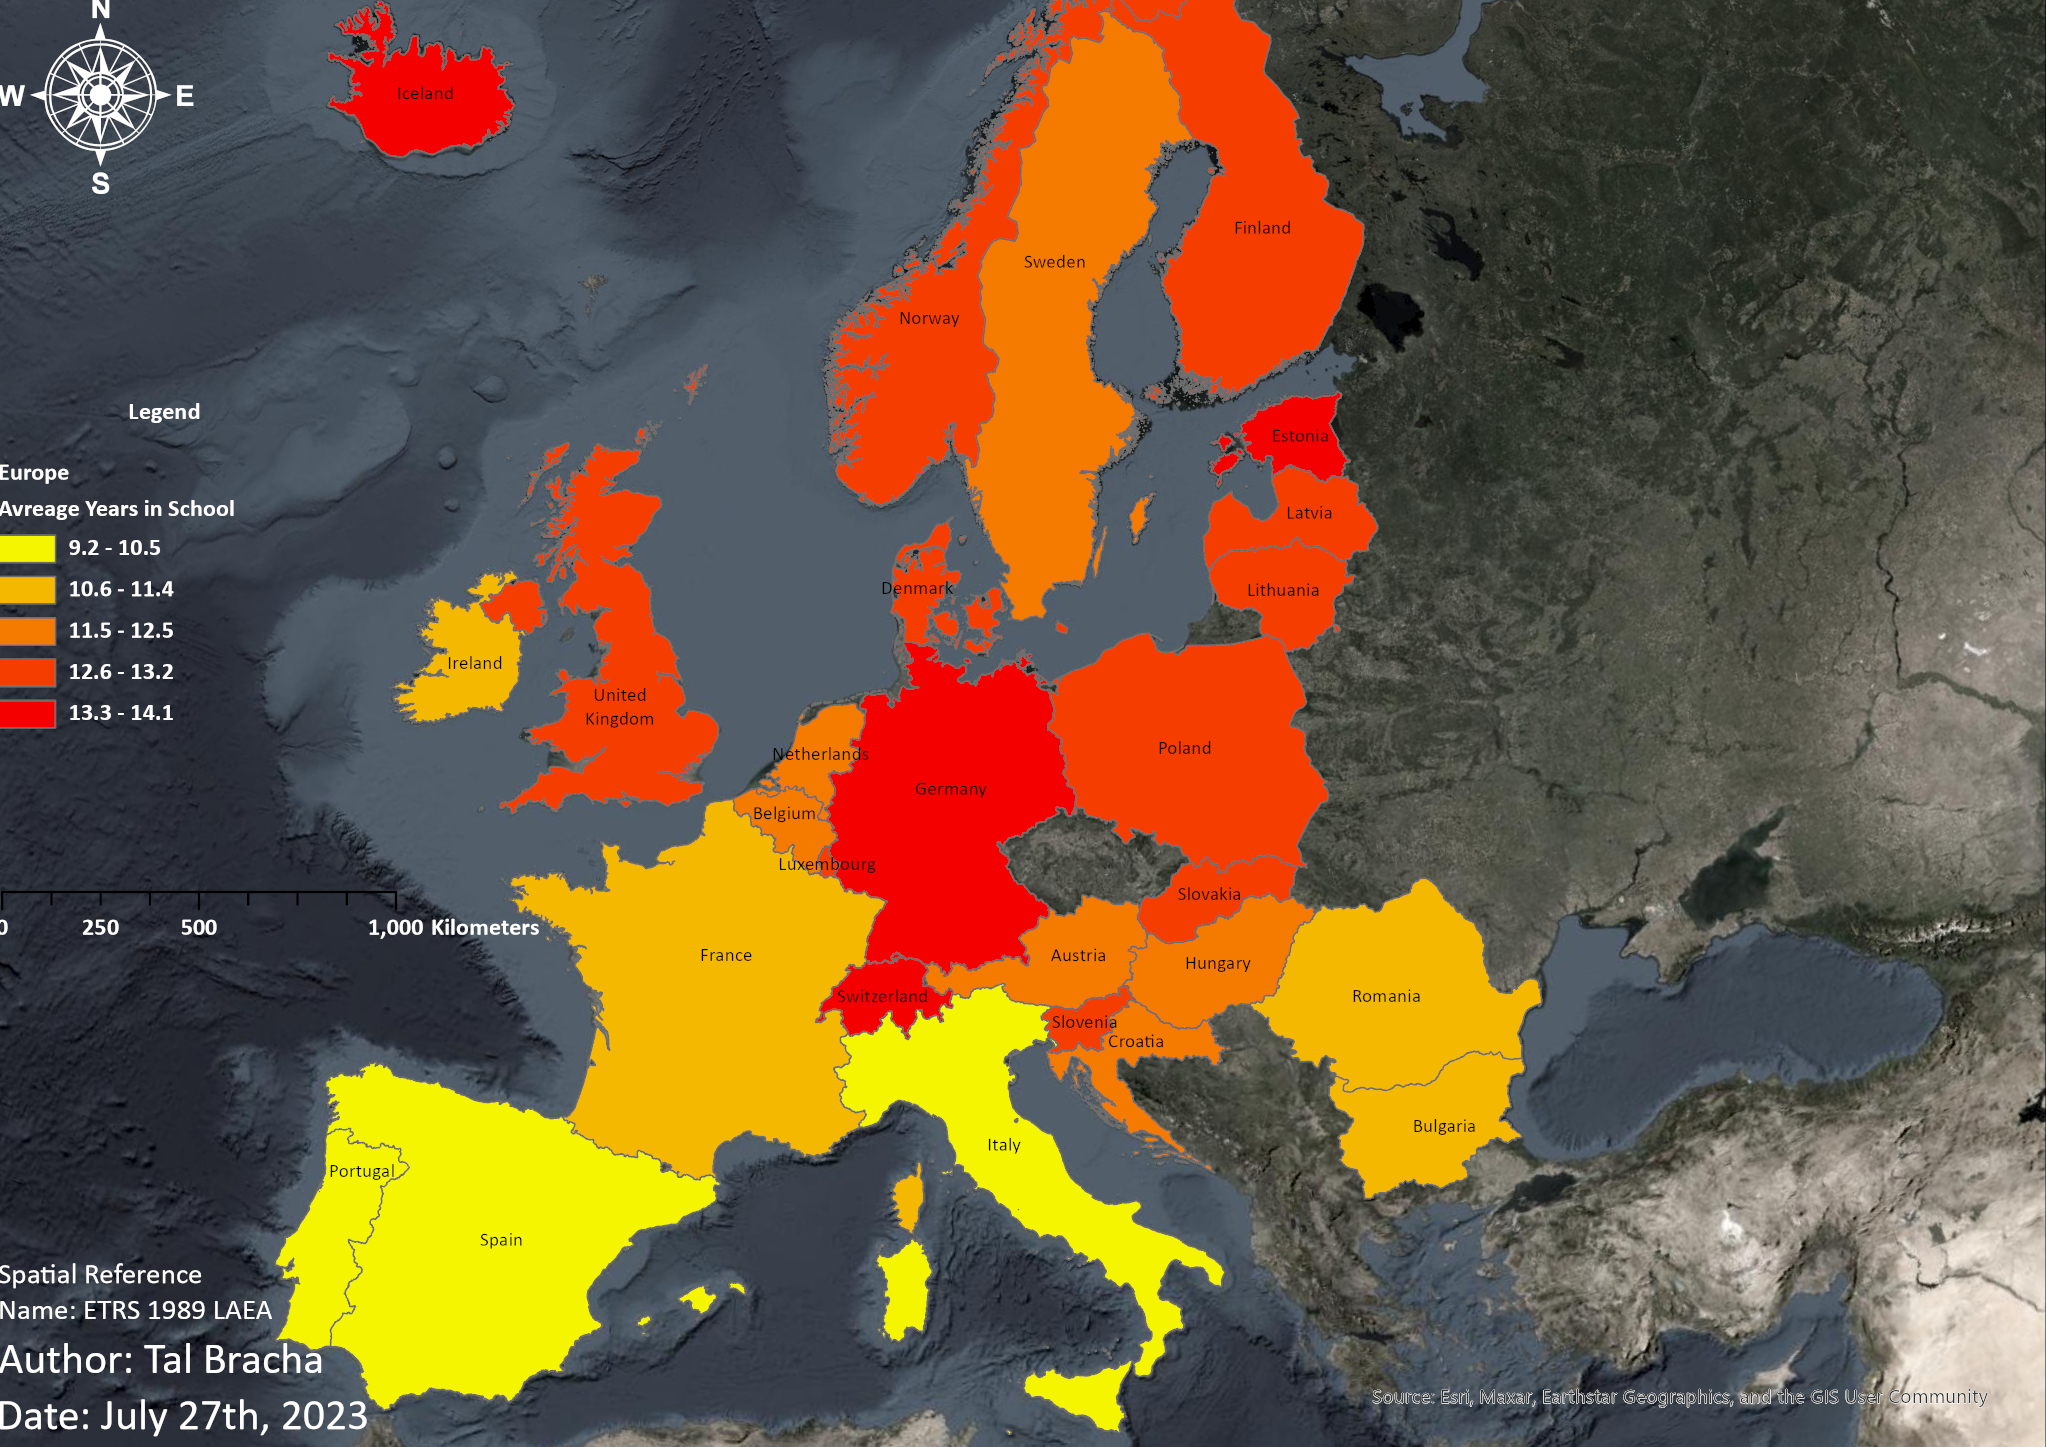 N
W
E
S
Iceland
Finland
Sweden
Norway
Legend
Estonia
Europe
Avreage Years in School
Latvia
9.2 - 10.5
10.6 - 11.4
11.5 - 12.5
12.6 - 13.2
13.3 - 14.1
Denmark
Lithuania
Ireland
United
Kingdom
Netherlands
Poland
Germany
Belgium
Luxembourg
Slovakia
0 250 500 1,000 Kilometers
France
Austria
Hungary
Switzerland
Romania
Slovenia
Croatia
Bulgaria
Italy
Portugal
Spain
Spatial Reference
Name: ETRS 1989 LAEA
Author: Tal Bracha
Date: July 27th, 2023
Source: Esri, Maxar, Earthstar Geographics, and the GIS User Community